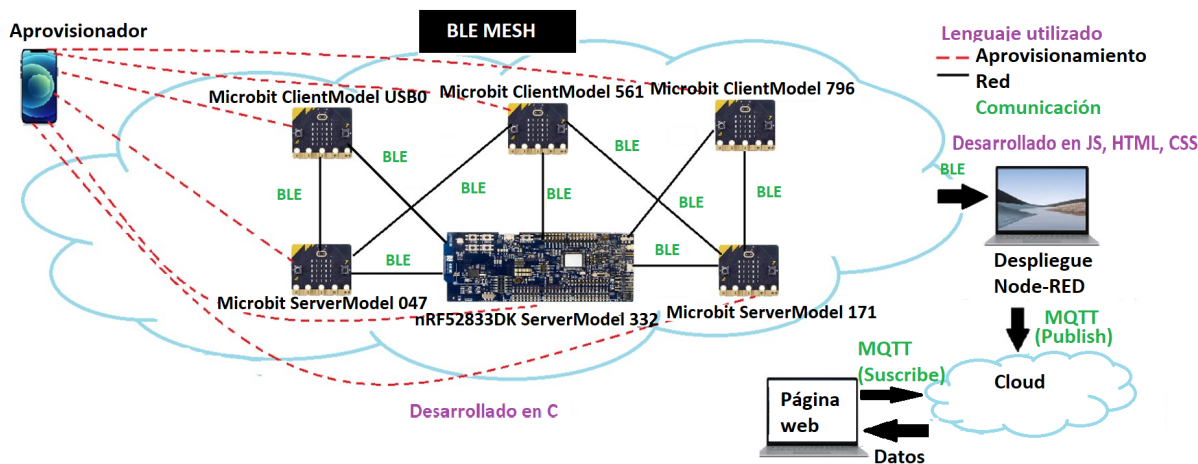 Aprovisionador
BLE MESH
Lenguaje utilizado
Aprovisionamiento
Red
Comunicación
Microbit ClientModel USB0
Microbit ClientModel 561
Microbit ClientModel 796
Desarrollado en JS, HTML, CSS
BLE
BLE
BLE
BLE
BLE
BLE
BLE
BLE
BLE
Microbit ServerModel 047
nRF52833DK ServerModel 332
Microbit ServerModel 171
Despliegue
Node-RED
MQTT
(Publish)
MQTT
(Suscribe)
Cloud
Página
web
Datos
Desarrollado en C